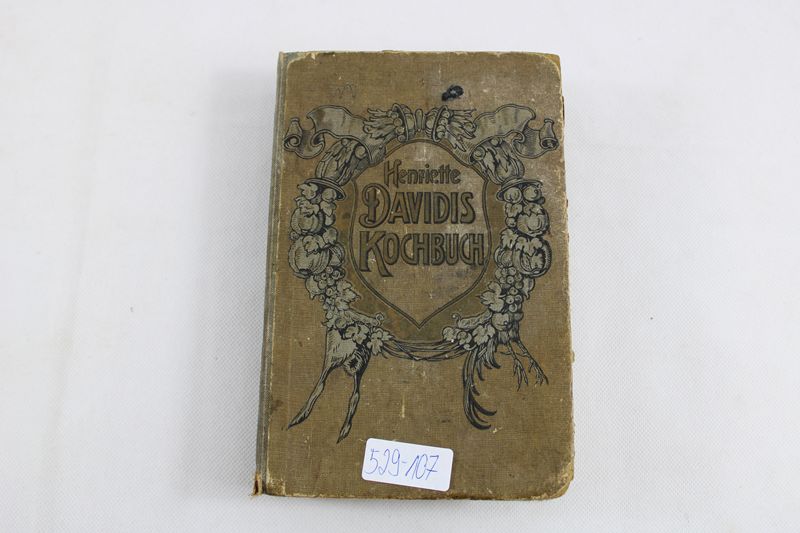 Henriette
DAVIDIS
KOCHBUCH
529-107